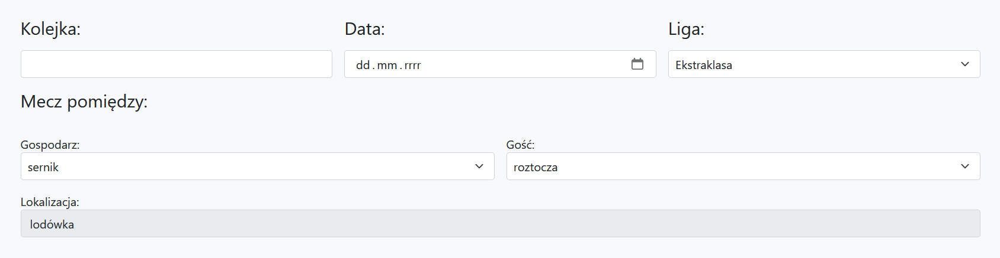 Kolejka: Data: Liga:
dd.mm.rrrr Ekstraklasa
Mecz pomiędzy:
Gospodarz: Gość:
sernik roztocza
Lokalizacja:
lodówka